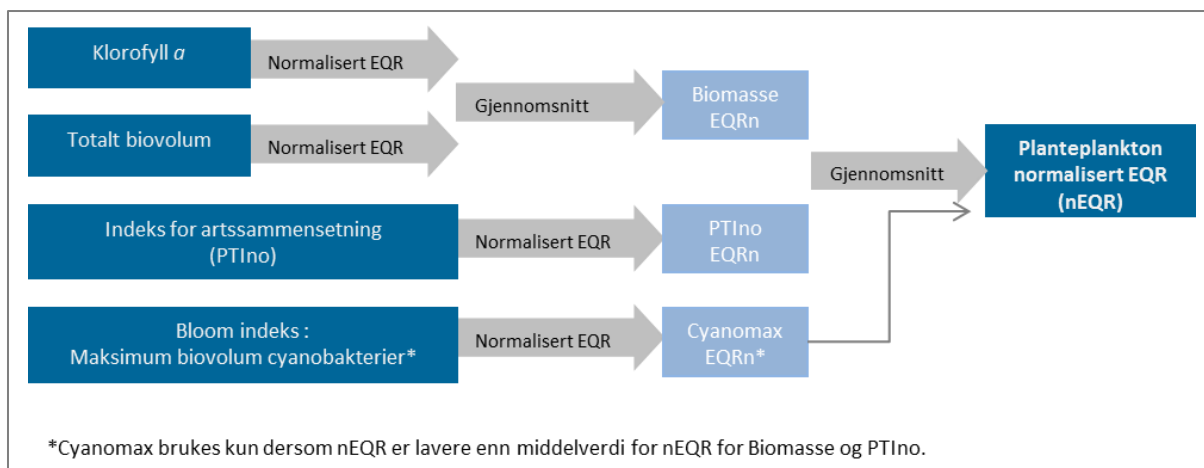 Klorofyll a
Normalisert EQR
Totalt biovolum
Normalisert EQR
Gjennomsnitt
Biomasse
EQRn
Gjennomsnitt
Planteplankton
normalisert EQR
(nEQR)
Indeks for artssammensetning
(PTIno)
Normalisert EQR
PTIno
EQRn
Bloom indeks :
Maksimum biovolum cyanobakterier*
Normalisert EQR
Cyanomax
EQRn*
*Cyanomax brukes kun dersom nEQR er lavere enn middelverdi for nEQR for Biomasse og PTIno.